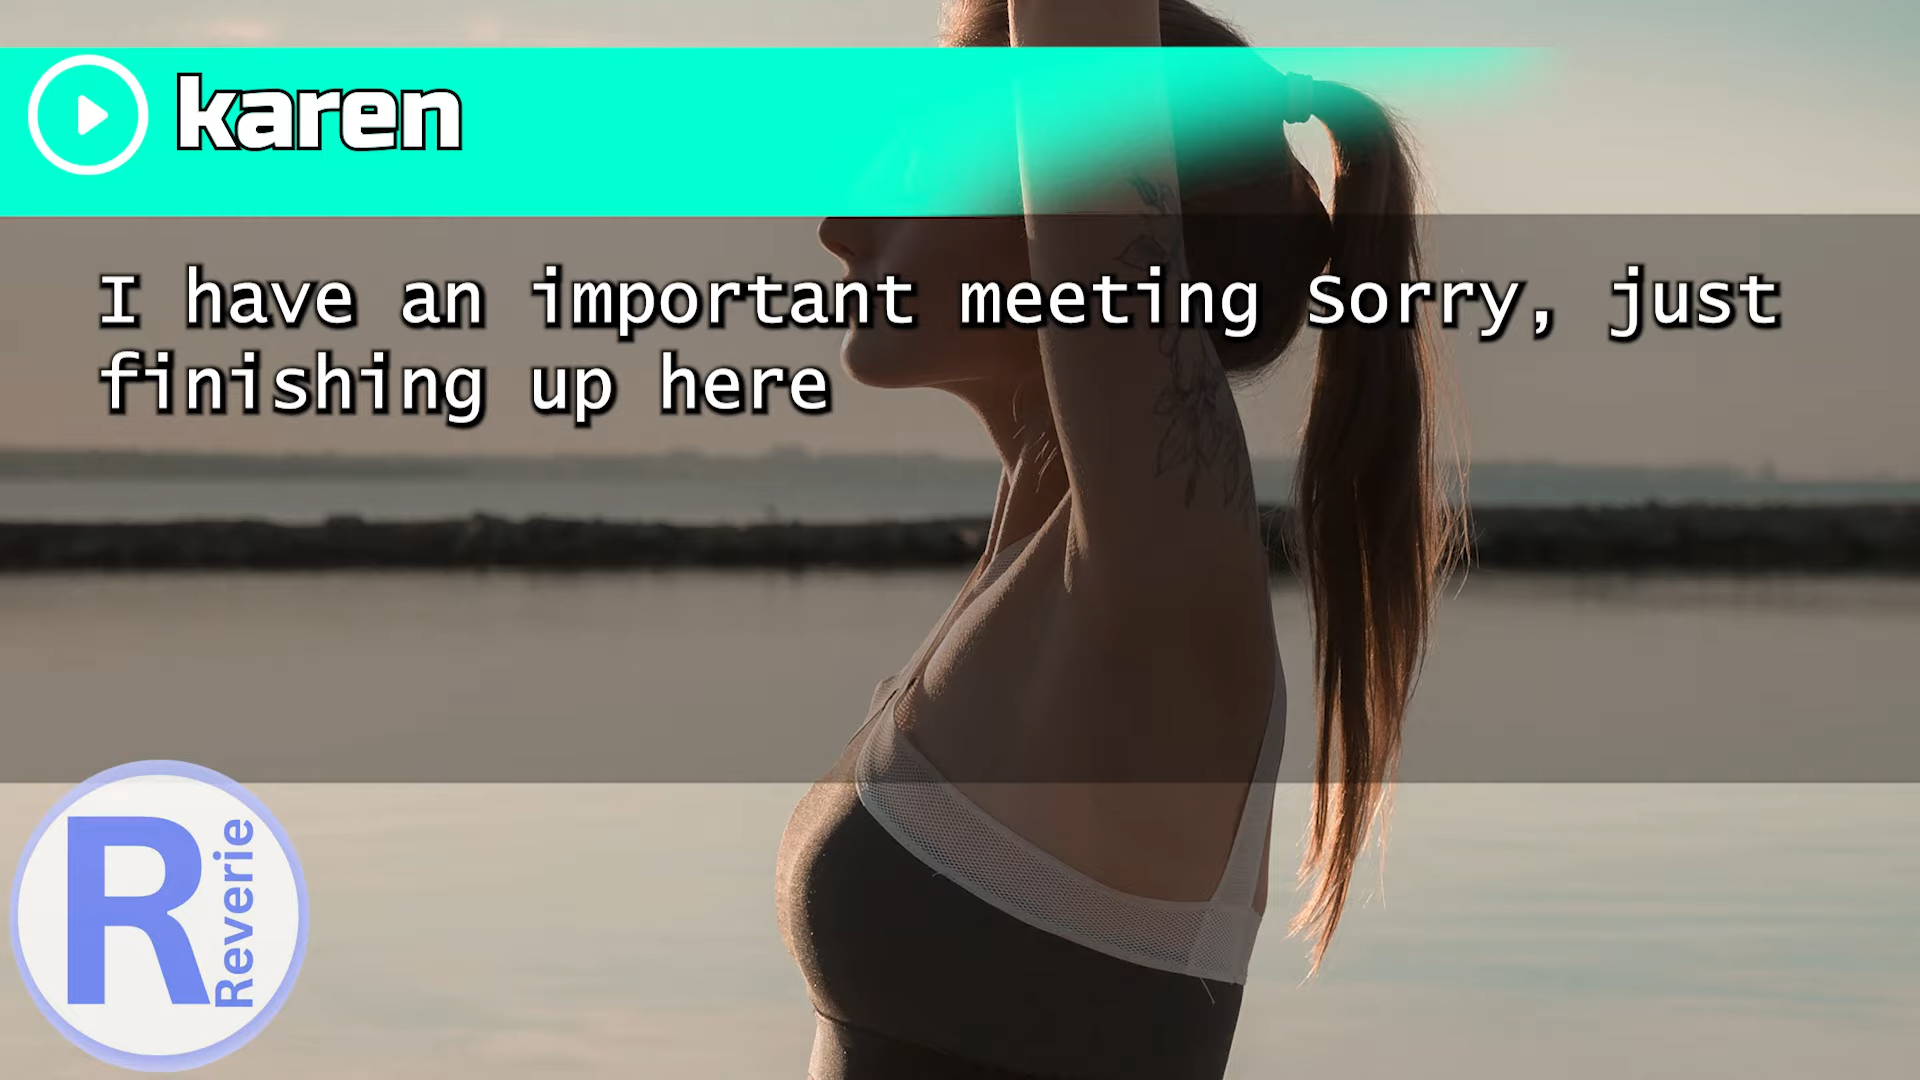 karen
I have an important meeting Sorry, just
finishing up here
R
Reverie